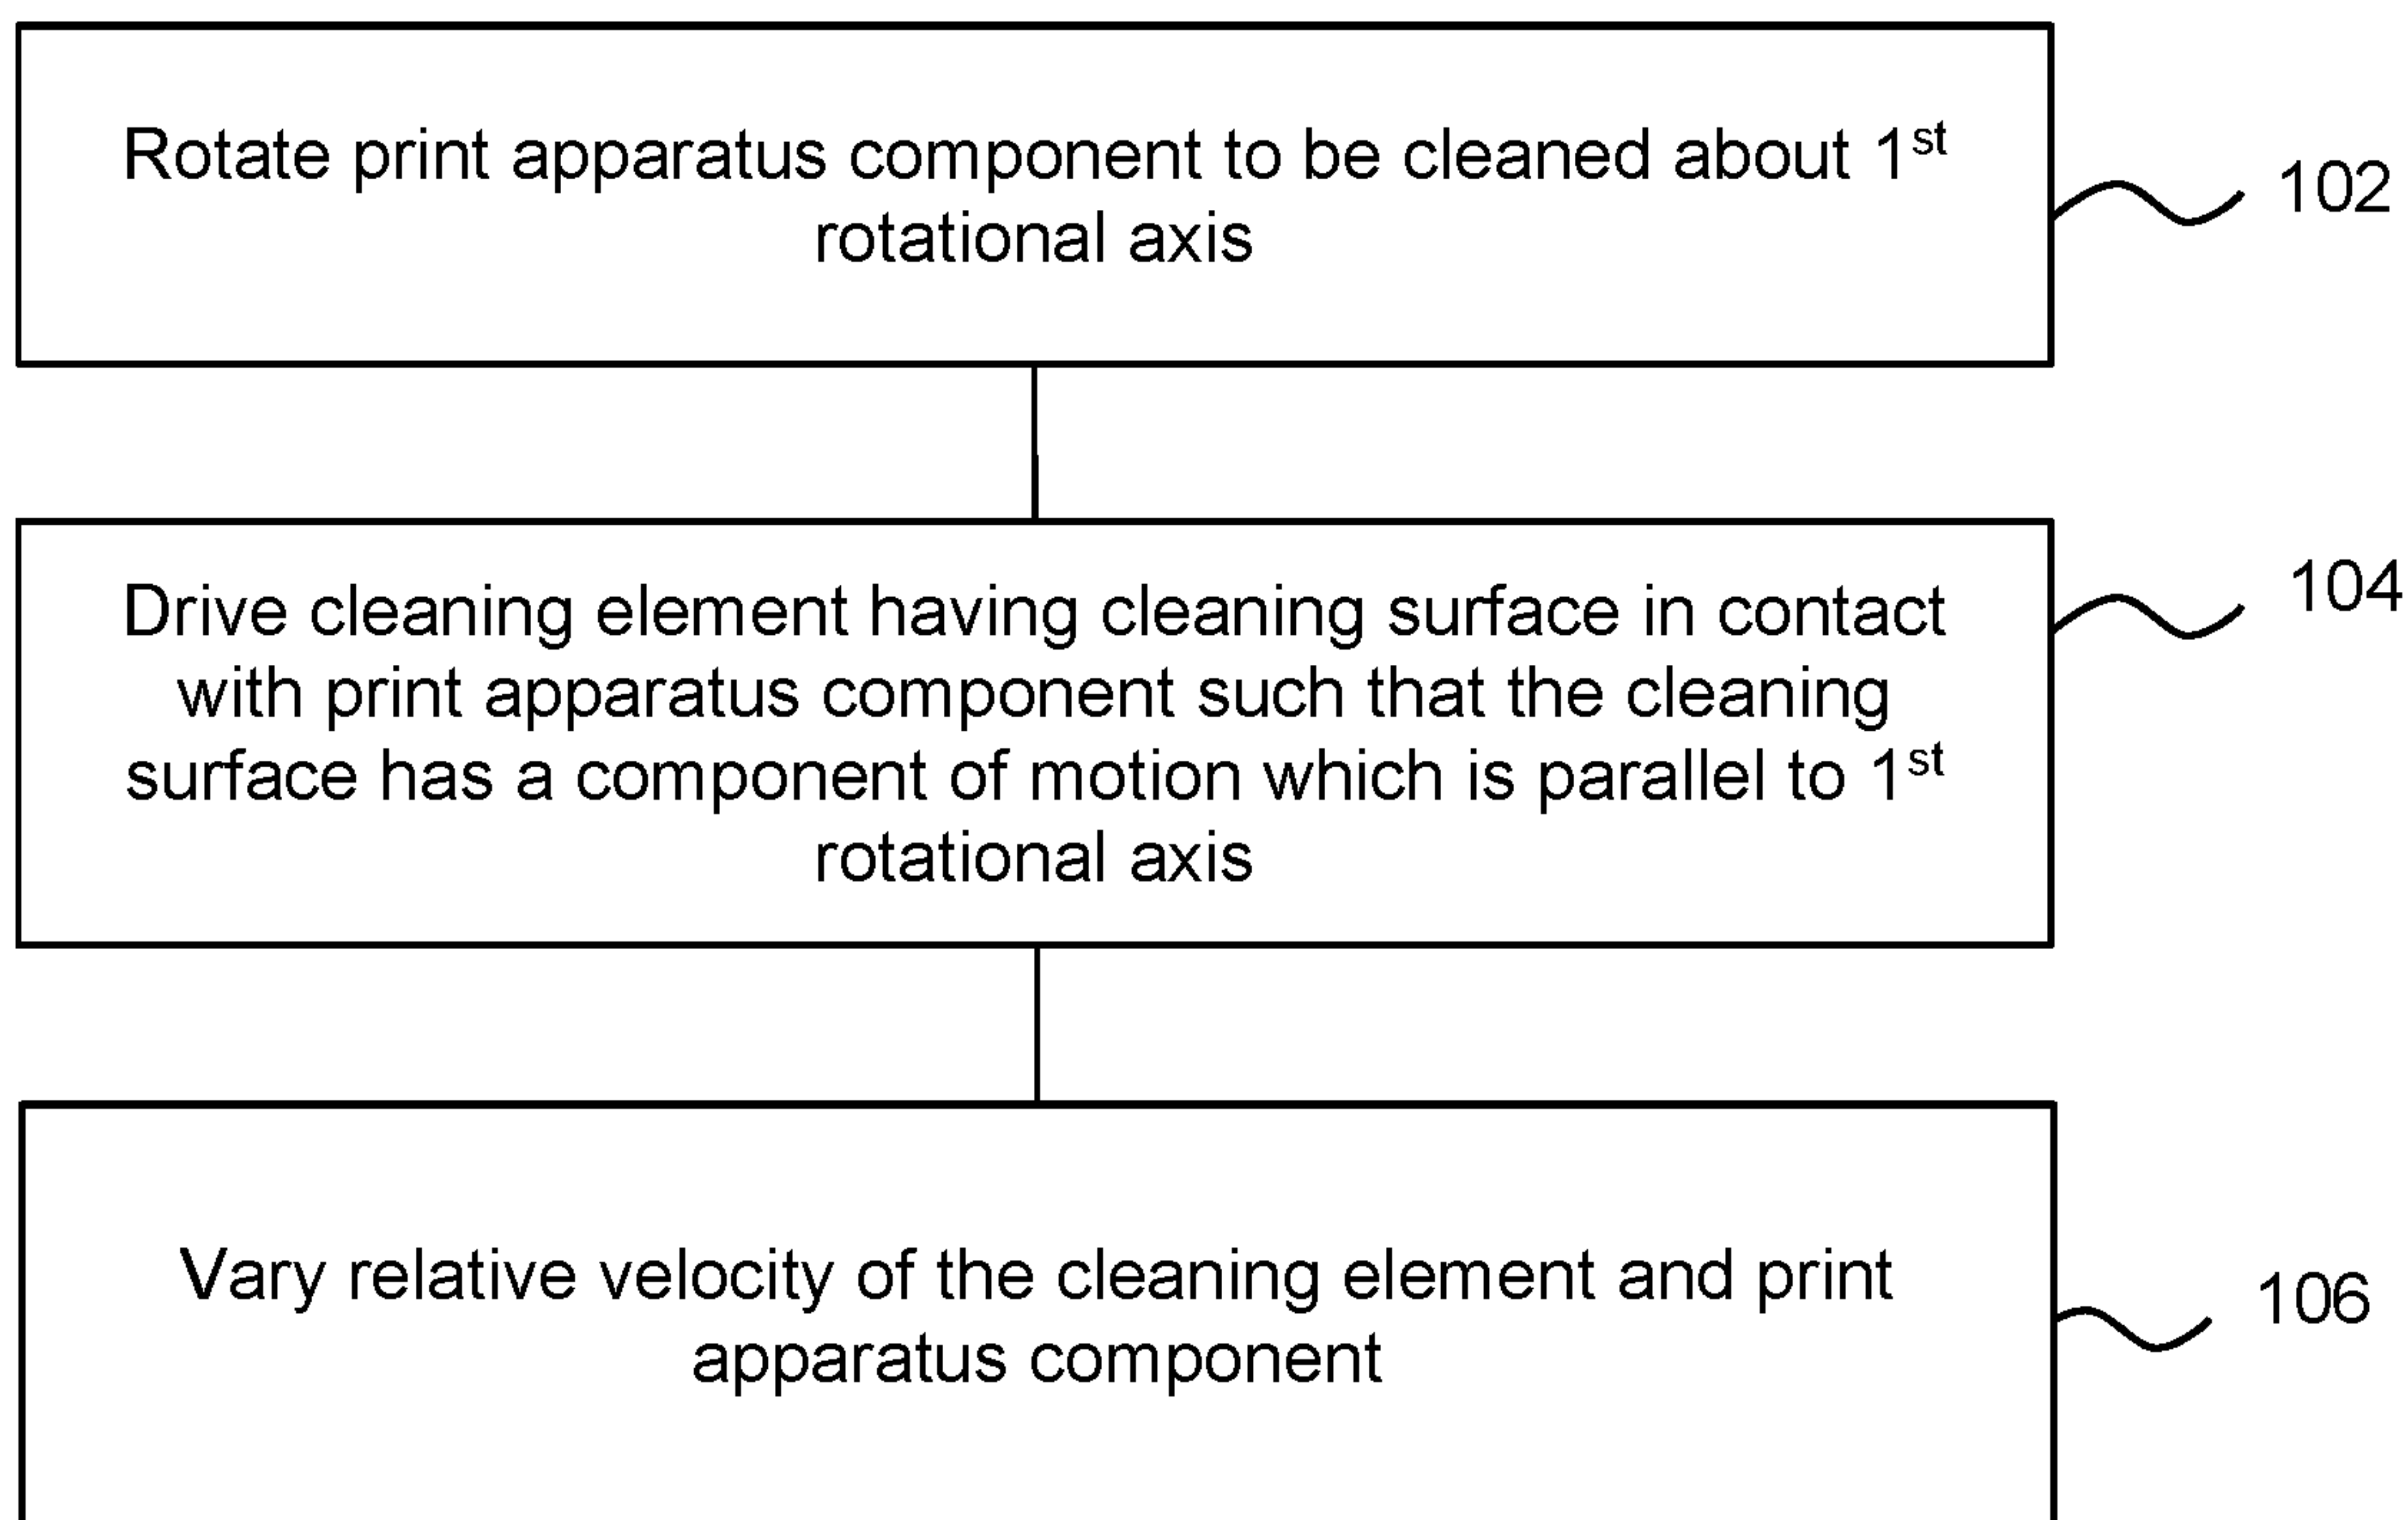 Rotate print apparatus component to be cleaned about 1st
rotational axis
102
Drive cleaning element having cleaning surface in contact
with print apparatus component such that the cleaning
surface has a component of motion which is parallel to 1st
rotational axis
104
Vary relative velocity of the cleaning element and print
apparatus component
106